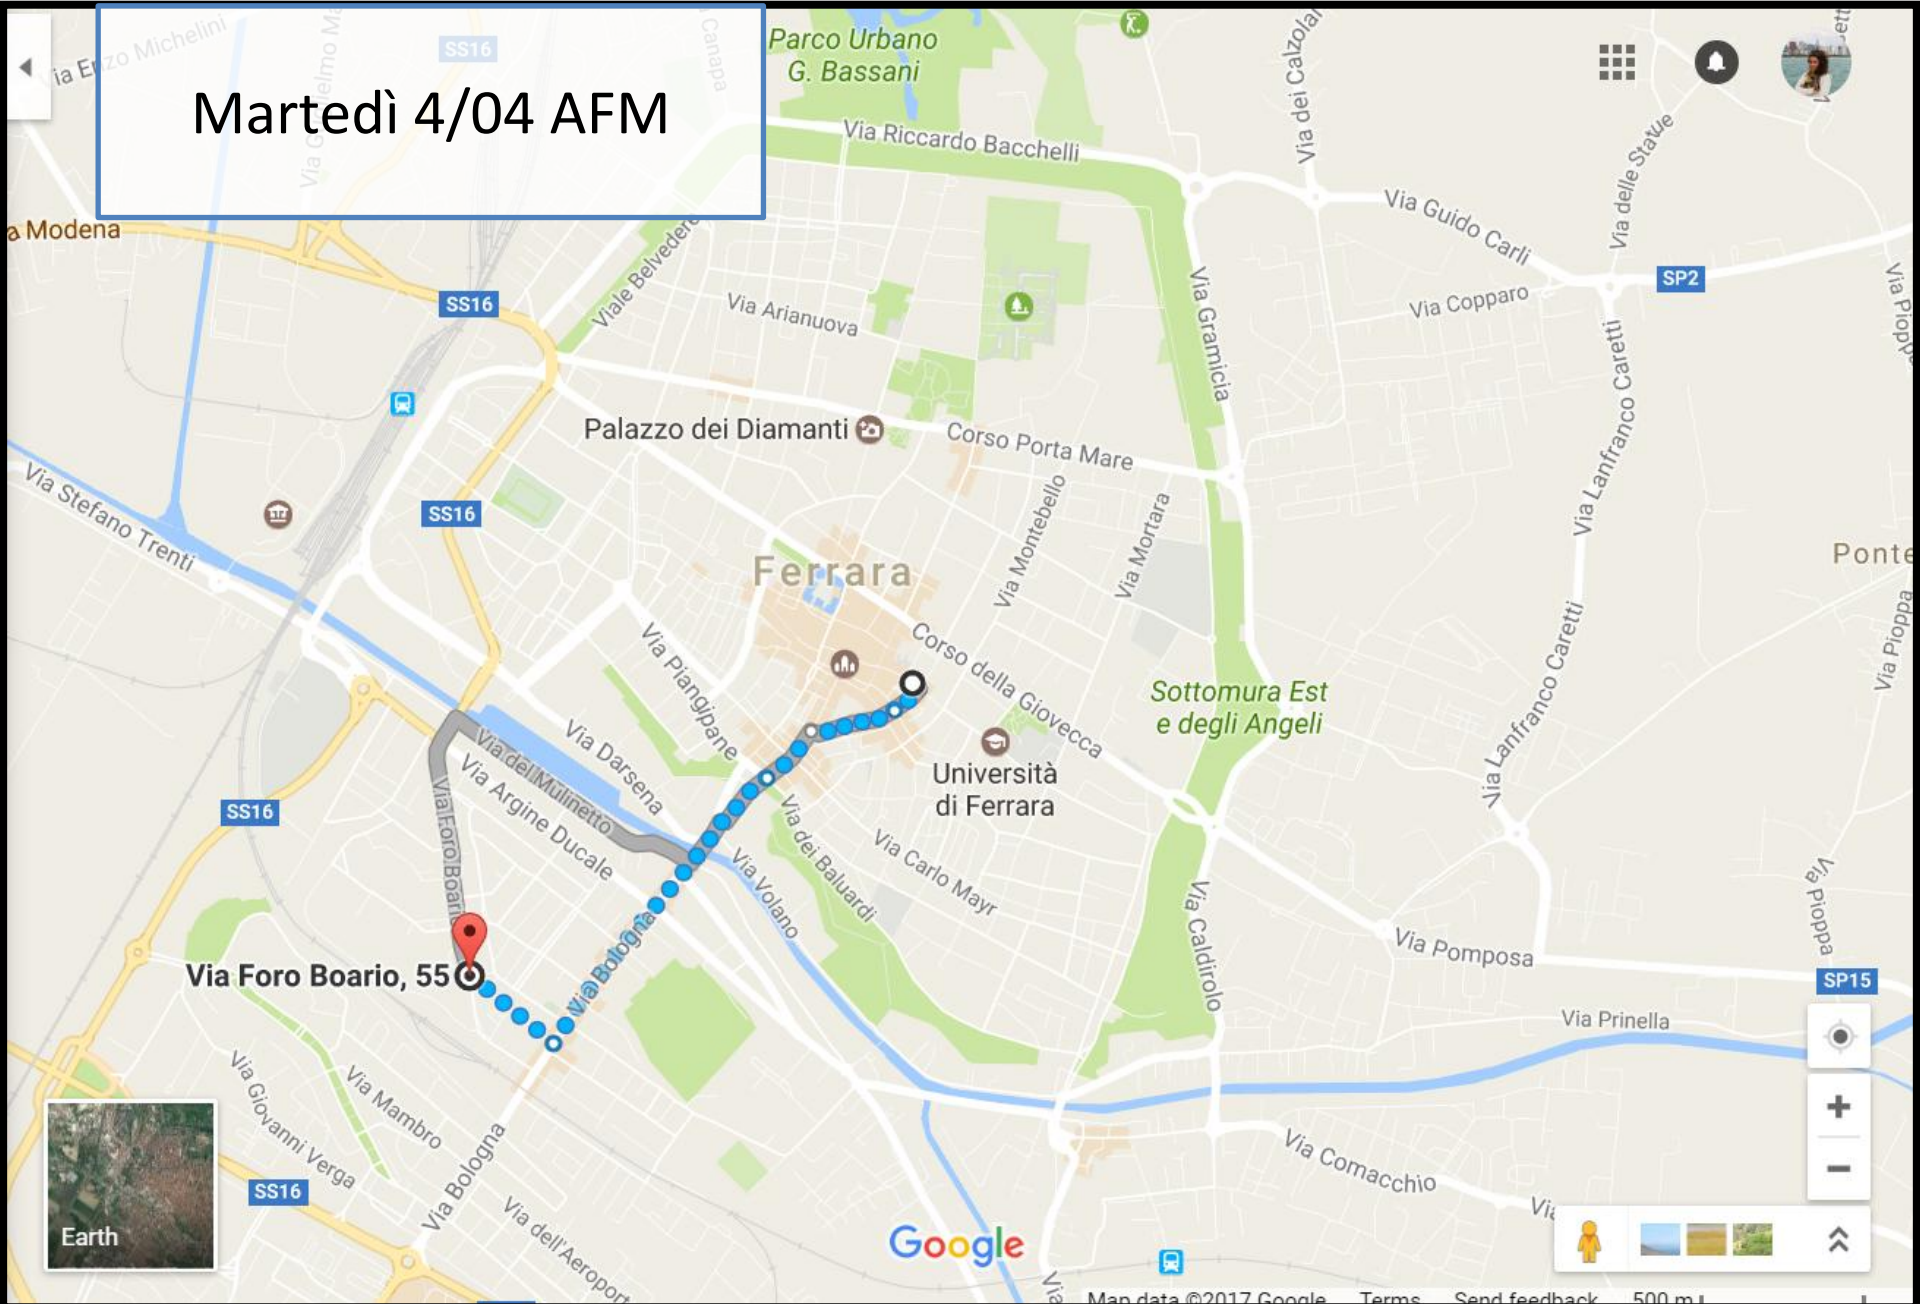 Martedì 4/04 AFM
SS16
Parco Urbano
G. Bassani
Via dei Calzolai
Via Riccardo Bacchelli
Via delle Statue
Via Guido Carli
SP2
Via Copparo
a Modena
Viale Belvedere
SS16
Via Arianuova
Via Gramicia
Via Lanfranco Caretti
Palazzo dei Diamanti
Corso Porta Mare
Via Stefano Trenti
SS16
Via Montebello
Via Mortara
Ferrara
Ponte
Via Pioppa
Via Piangipane
Corso della Giovecca
Sottomura Est
e degli Angeli
Via Lanfranco Caretti
Via Darsena
Via del Mulinetto
Via Argine Ducale
Università
di Ferrara
Via Lanfranco Caretti
SS16
Via Foro Boario
Via dei Baluardi
Via Carlo Mayr
Via Volano
Via Caldirolo
Via Pioppa
Via Pomposa
Via Bologna
Via Foro Boario, 55
SP15
Via Prinella
Via Giovanni Verga
Via Mambro
Via Bologna
Via Comacchio
SS16
Via dell'Aeroport
Earth
Google
Via
Map data ©2017 Google Terms Send feedback 500 m